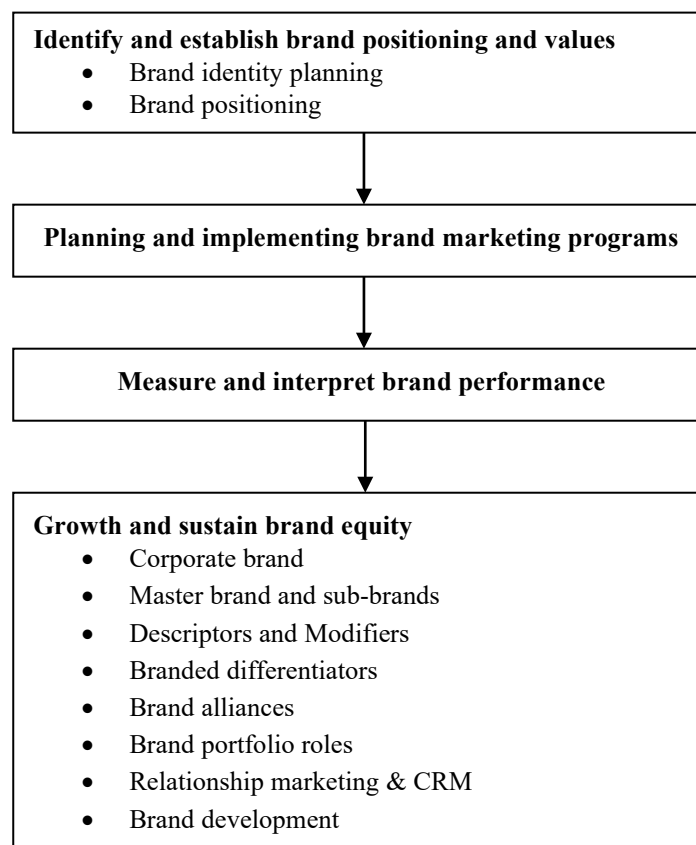 Identify and establish brand positioning and values
• Brand identity planning
• Brand positioning
Planning and implementing brand marketing programs
Measure and interpret brand performance
Growth and sustain brand equity
• Corporate brand
• Master brand and sub-brands
• Descriptors and Modifiers
• Branded differentiators
• Brand alliances
• Brand portfolio roles
• Relationship marketing & CRM
• Brand development